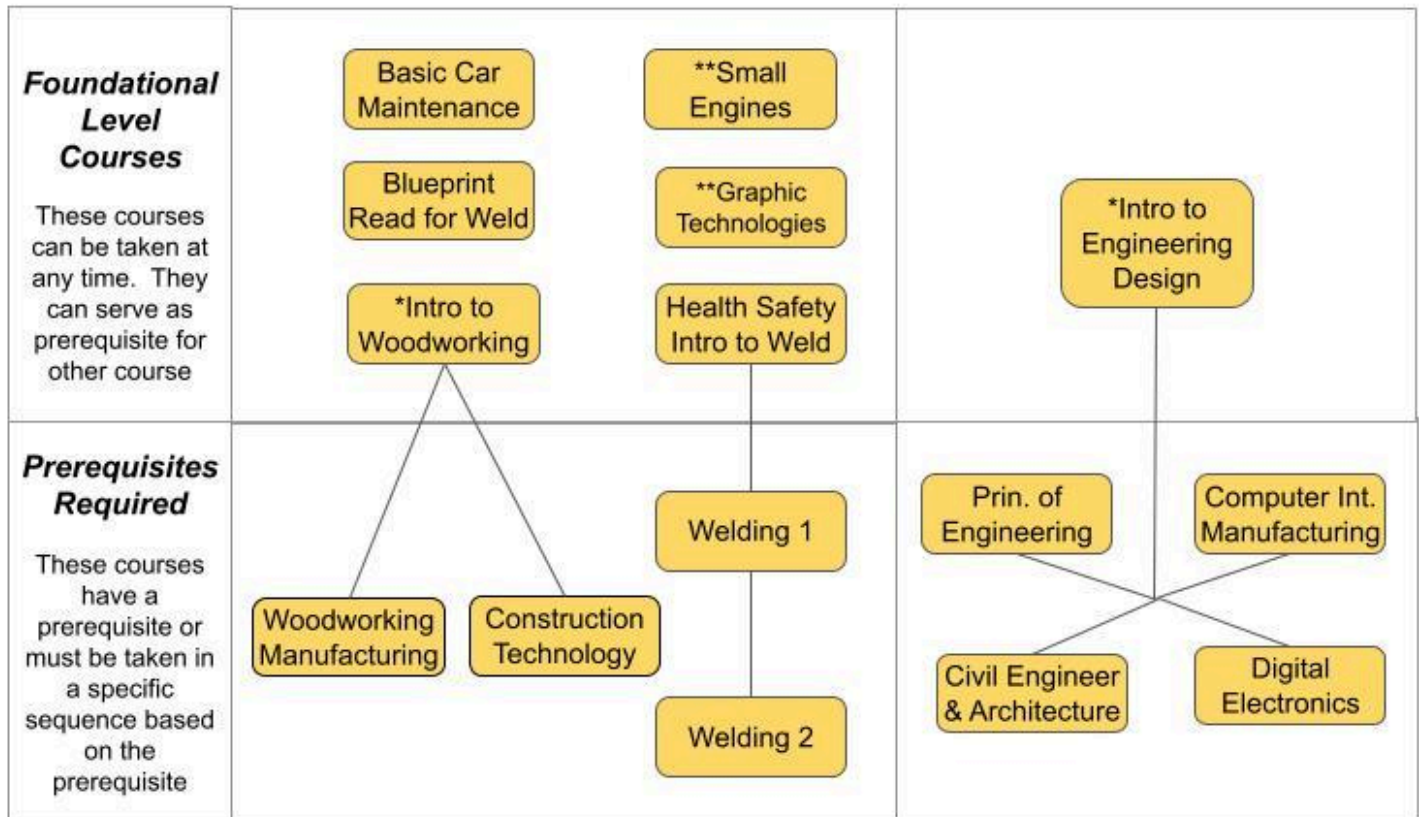 Foundational
Level
Courses
These courses
can be taken at
any time.  They
can serve as
prerequisite for
other course
Basic Car
Maintenance
**Small
Engines
Blueprint
Read for Weld
**Graphic
Technologies
*Intro to
Woodworking
Health Safety
Intro to Weld
*Intro to
Engineering
Design
Prerequisites
Required
These courses
have a
prerequisite or
must be taken in
a specific
sequence based
on the
prerequisite
Woodworking
Manufacturing
Construction
Technology
Welding 1
Welding 2
Prin. of
Engineering
Computer Int.
Manufacturing
Civil Engineer
& Architecture
Digital
Electronics